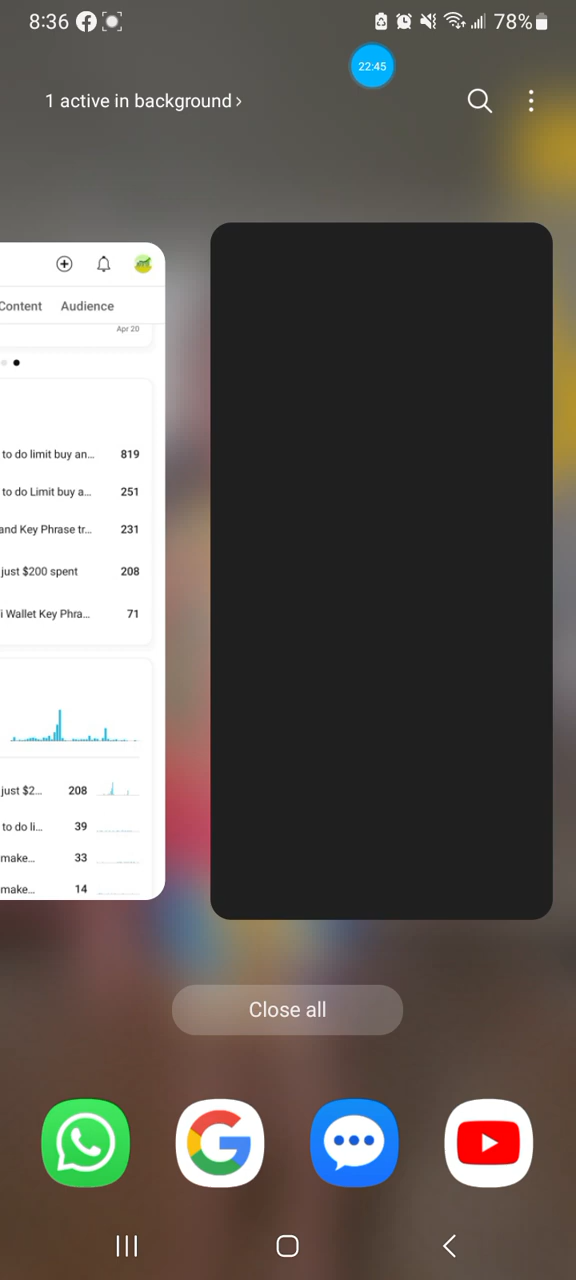 8:36
78%
22:45
1 active in background ›
Content Audience
Apr 20
to do limit buy an... 819
to do Limit buy a... 251
and Key Phrase tr... 231
just $200 spent 208
i Wallet Key Phra... 71
just $2... 208
to do li... 39
make... 33
make... 14
Close all